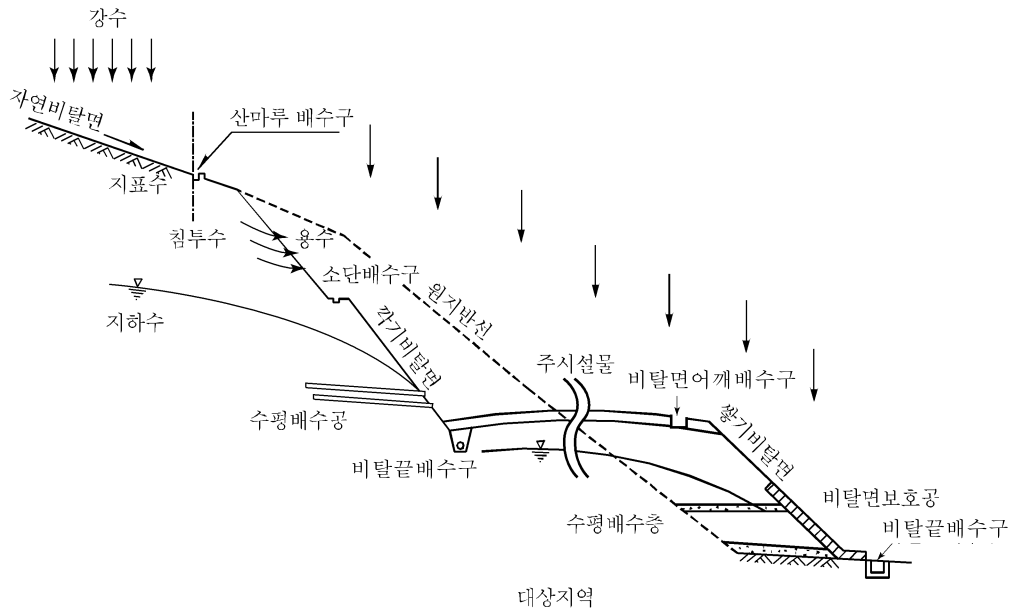 강수
자연비탈면
산마루 배수구
지표수
침투수
용수
소단배수구
원지반선
지하수
깎기비탈면
주시설물
비탈면어깨배수구
수평배수공
쌓기비탈면
비탈끝배수구
비탈면보호공
수평배수층
비탈끝배수구
대상지역